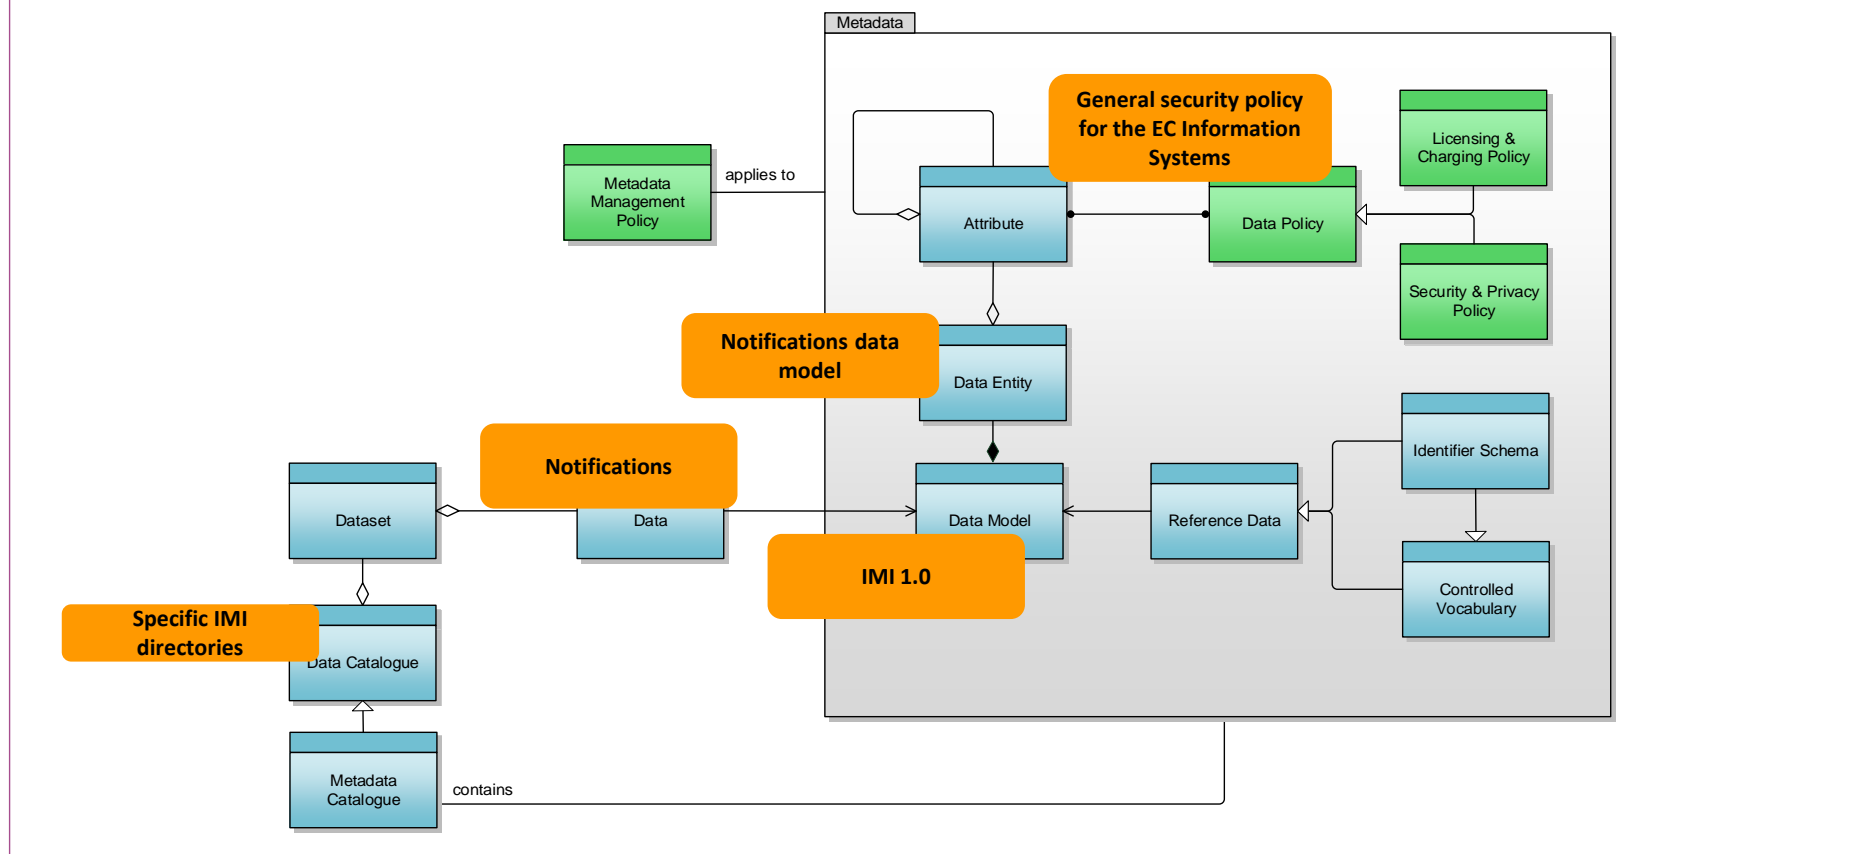 Metadata
General security policy
for the EC Information
Systems
Licensing &
Charging Policy
Metadata
Management
Policy
applies to
Attribute
Data Policy
Security & Privacy
Policy
Notifications data
model
Data Entity
Identifier Schema
Notifications
Dataset
Data
Data Model
Reference Data
IMI 1.0
Controlled
Vocabulary
Specific IMI
directories
Data Catalogue
Metadata
Catalogue
contains